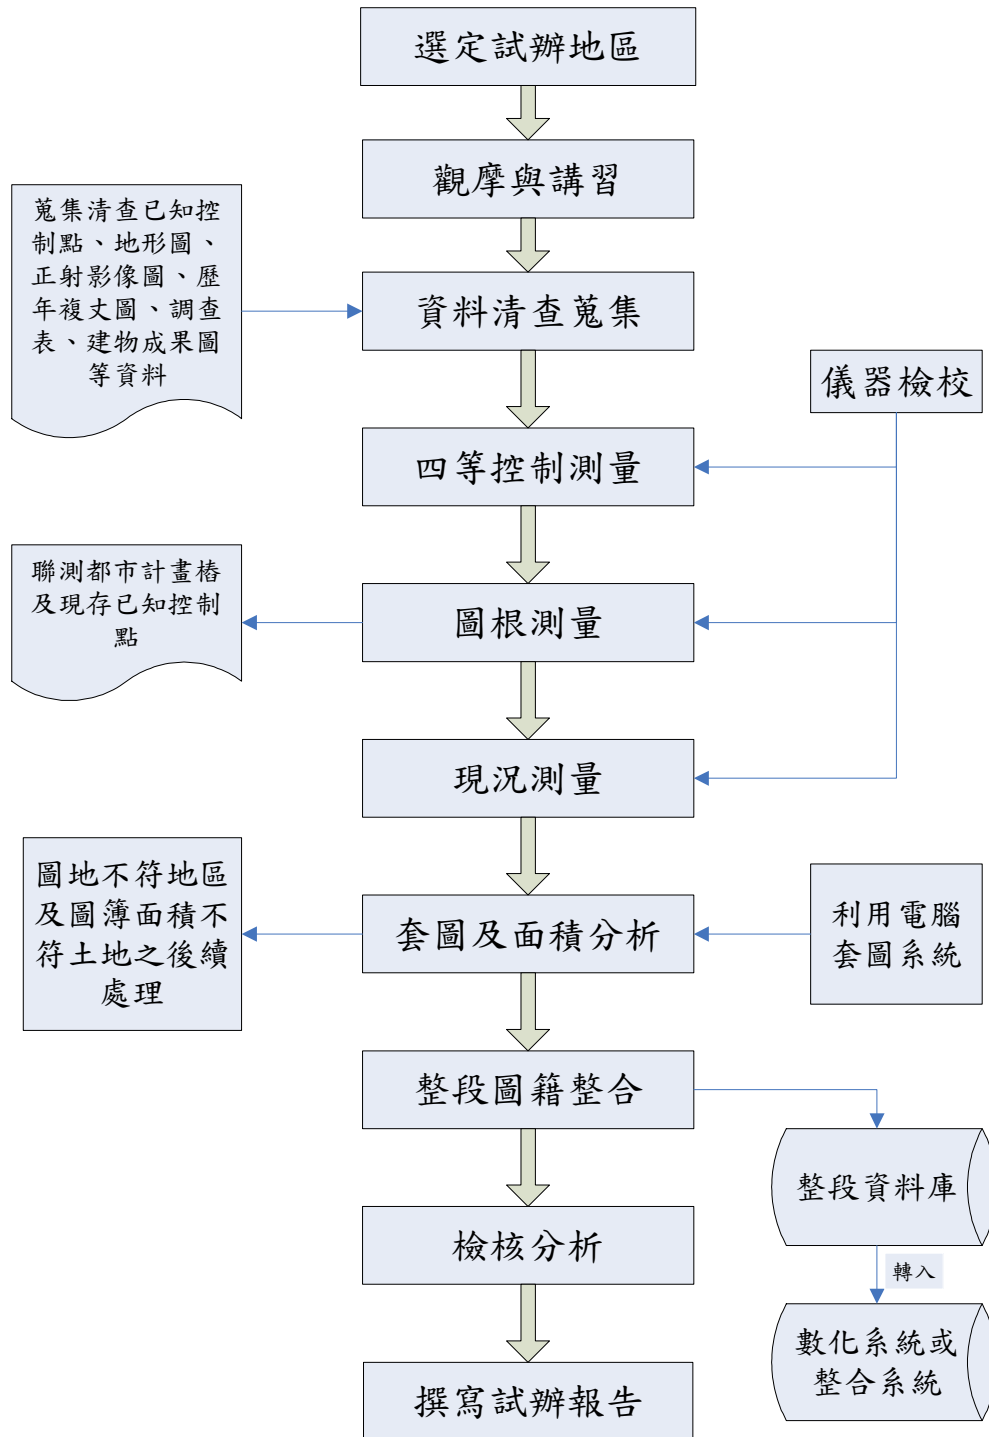 選定試辦地區
觀摩與講習
蒐集清查已知控
制點、地形圖、
正射影像圖、歷
年複丈圖、調查
表、建物成果圖
等資料
資料清查蒐集
儀器檢校
四等控制測量
聯測都市計畫樁
及現存已知控制
點
圖根測量
現況測量
圖地不符地區
及圖簿面積不
符土地之後續
處理
套圖及面積分析
利用電腦
套圖系統
整段圖籍整合
整段資料庫
檢核分析
轉入
數化系統或
整合系統
撰寫試辦報告